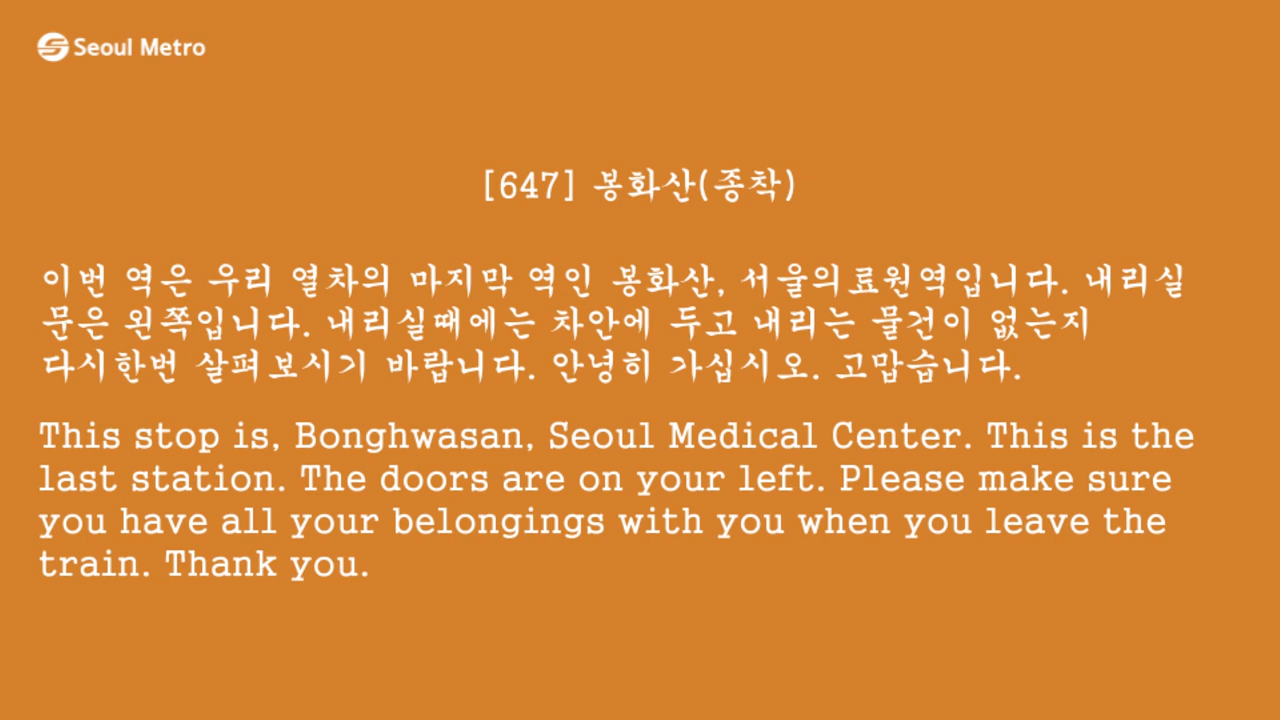 Seoul Metro
[647] 봉화산(종착)
이번 역은 우리 열차의 마지막 역인 봉화산, 서울의료원역입니다. 내리실
문은 왼쪽입니다. 내리실때에는 차안에 두고 내리는 물건이 없는지
다시한번 살펴보시기 바랍니다. 안녕히 가십시오. 고맙습니다.
This stop is, Bonghwasan, Seoul Medical Center. This is the
last station. The doors are on your left. Please make sure
you have all your belongings with you when you leave the
train. Thank you.